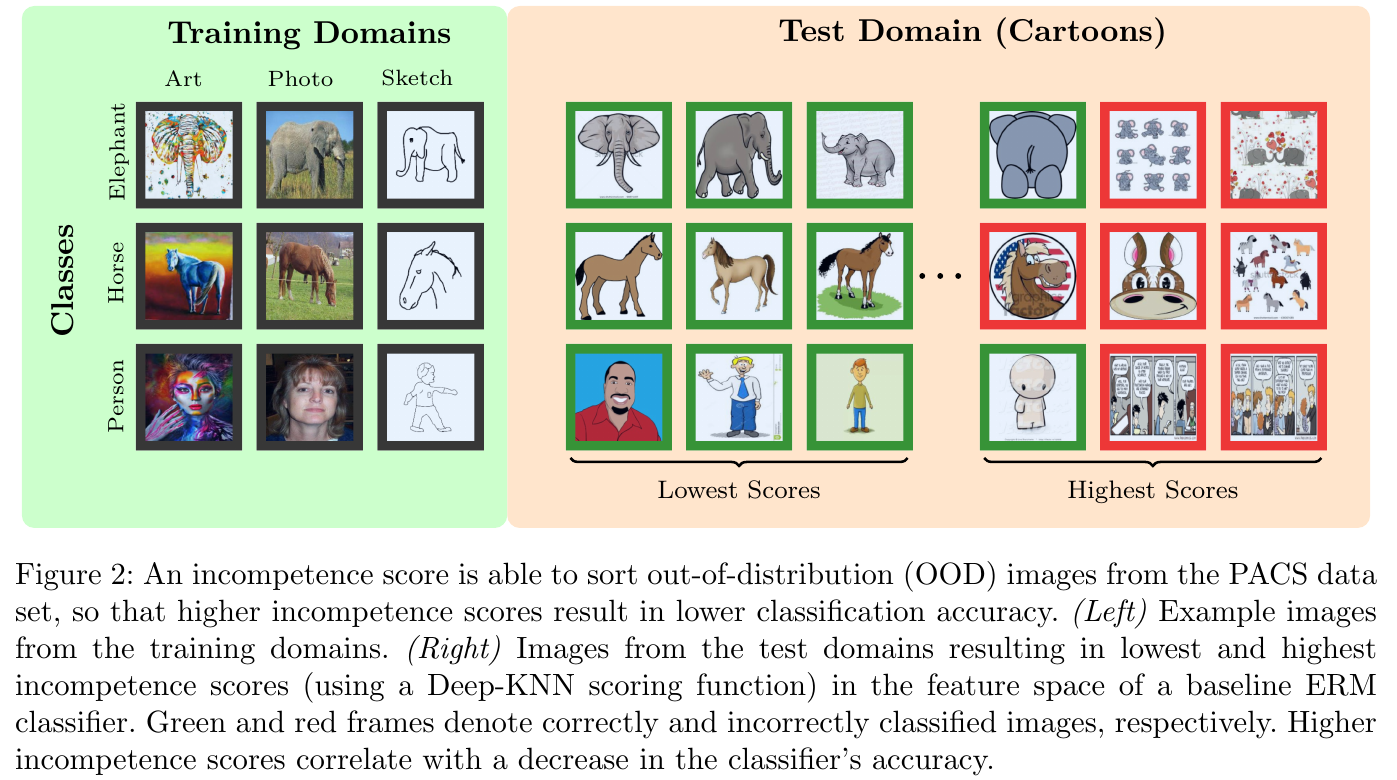 Training Domains
Test Domain (Cartoons)
Art Photo Sketch
Classes
Elephant
Horse
Person
Lowest Scores
Highest Scores
Figure 2: An incompetence score is able to sort out-of-distribution (OOD) images from the PACS data
set, so that higher incompetence scores result in lower classification accuracy. (Left) Example images
from the training domains. (Right) Images from the test domains resulting in lowest and highest
incompetence scores (using a Deep-KNN scoring function) in the feature space of a baseline ERM
classifier. Green and red frames denote correctly and incorrectly classified images, respectively. Higher
incompetence scores correlate with a decrease in the classifier's accuracy.